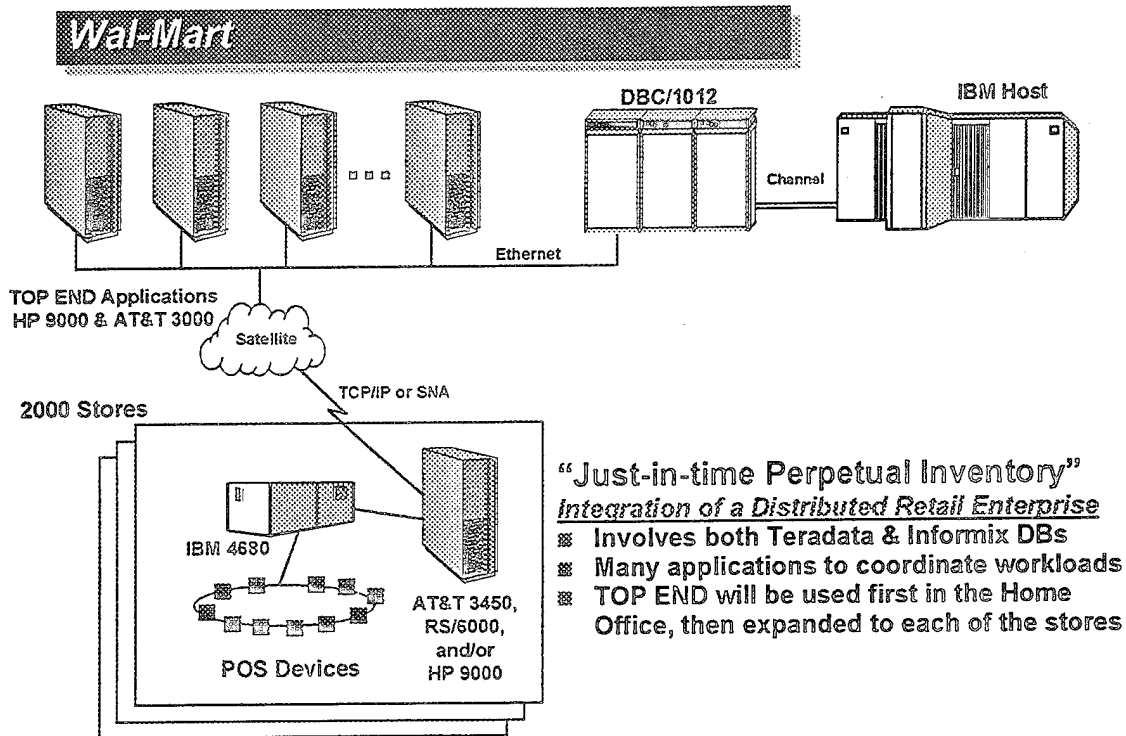 Wal-Mart
DBC/1012
IBM Host
Channel
Ethernet
TOP END Applications
HP 9000 & AT&T 3000
Satellite
TCP/IP or SNA
2000 Stores
IBM 4680
AT&T 3450,
RS/6000,
and/or
HP 9000
POS Devices
“Just-in-time Perpetual Inventory”
Integration of a Distributed Retail Enterprise
Involves both Teradata & Informix DBs
Many applications to coordinate workloads
TOP END will be used first in the Home
Office, then expanded to each of the stores